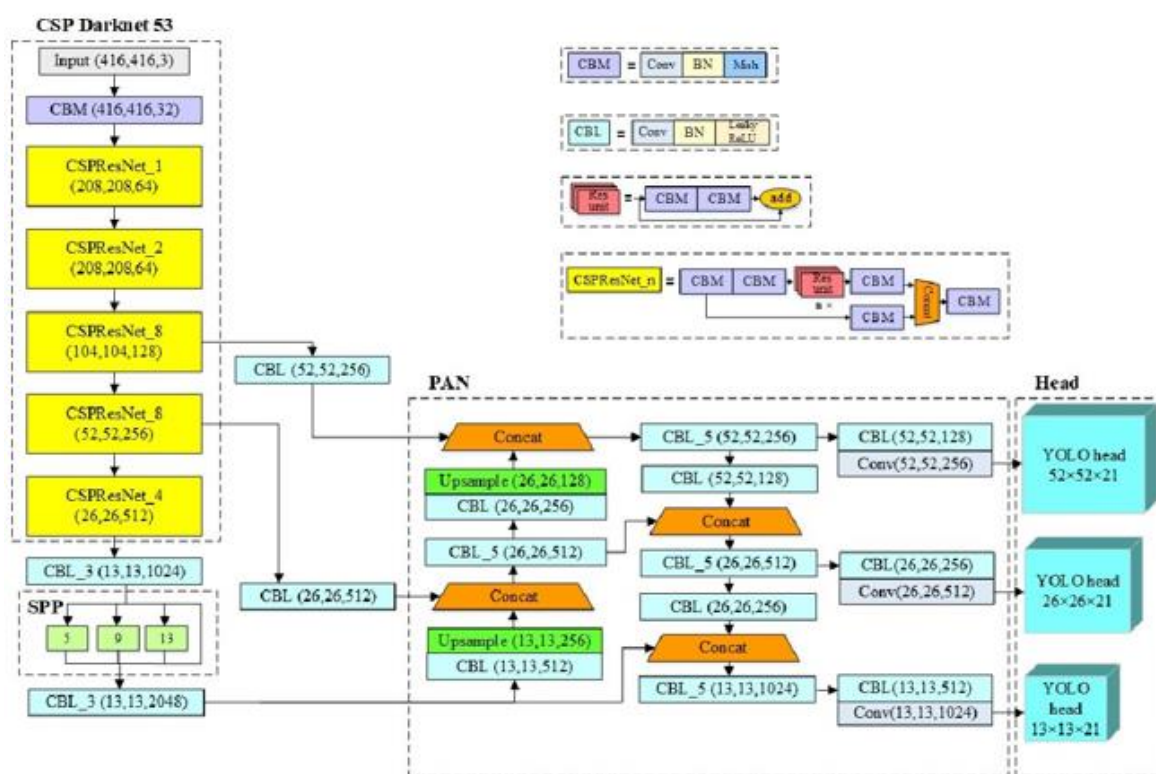 CSP Darknet 53
Input (416,416,3)
CBM (416,416,32)
CSPResNet_1
(208,208,64)
CSPResNet_2
(208,208,64)
CSPResNet_8
(104,104,128)
CSPResNet_8
(52,52,256)
CSPResNet_4
(26,26,512)
CBL_3 (13,13,1024)
SPP
5 9 13
CBL_3 (13,13,2048)
CBL (52,52,256)
CBL (26,26,512)
CBM = Conv BN Mish
CBL = Conv BN Leaky
ReLU
Res
unit = CBM CBM add
CSPResNet_n = CBM CBM Res
unit
n × CBM
CBM
Concat
CBM
PAN
Concat
Upsample (26,26,128)
CBL (26,26,256)
CBL_5 (26,26,512)
Concat
Upsample (13,13,256)
CBL (13,13,512)
CBL_5 (52,52,256)
CBL (52,52,128)
Concat
CBL_5 (26,26,512)
CBL (26,26,256)
Concat
CBL_5 (13,13,1024)
CBL(52,52,128)
Conv(52,52,256)
CBL(26,26,256)
Conv(26,26,512)
CBL(13,13,512)
Conv(13,13,1024)
Head
YOLO head
52×52×21
YOLO head
26×26×21
YOLO
head
13×13×21